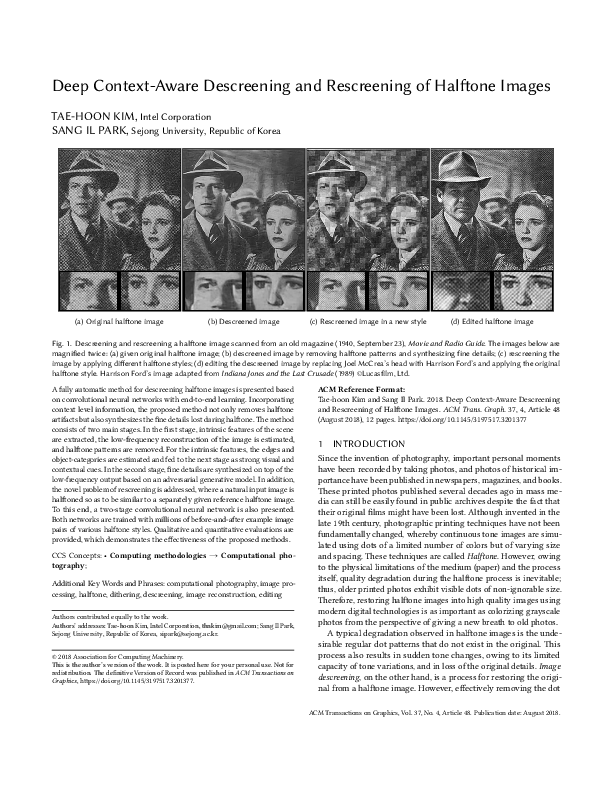 Deep Context-Aware Descreening and Rescreening of Halftone Images
TAE-HOON KIM, Intel Corporation
SANG IL PARK, Sejong University, Republic of Korea
(a) Original halftone image
(b) Descreened image
(c) Rescreened image in a new style
(d) Edited halftone image
Fig. 1. Descreening and rescreening a halftone image scanned from an old magazine (1940, September 23), Movie and Radio Guide. The images below are
magnified twice: (a) given original halftone image; (b) descreened image by removing halftone patterns and synthesizing fine details; (c) rescreening the
image by applying different halftone styles; (d) editing the descreened image by replacing Joel McCrea's head with Harrison Ford's and applying the original
halftone style. Harrison Ford's image adapted from Indiana Jones and the Last Crusade (1989) ©Lucasfilm, Ltd.
A fully automatic method for descreening halftone images is presented based
on convolutional neural networks with end-to-end learning. Incorporating
context level information, the proposed method not only removes halftone
artifacts but also synthesizes the fine details lost during halftone. The method
consists of two main stages. In the first stage, intrinsic features of the scene
are extracted, the low-frequency reconstruction of the image is estimated,
and halftone patterns are removed. For the intrinsic features, the edges and
object-categories are estimated and fed to the next stage as strong visual and
contextual cues. In the second stage, fine details are synthesized on top of the
low-frequency output based on an adversarial generative model. In addition,
the novel problem of rescreening is addressed, where a natural input image is
halftoned so as to be similar to a separately given reference halftone image.
To this end, a two-stage convolutional neural network is also presented.
Both networks are trained with millions of before-and-after example image
pairs of various halftone styles. Qualitative and quantitative evaluations are
provided, which demonstrates the effectiveness of the proposed methods.
CCS Concepts: • Computing methodologies → Computational pho-
tography;
Additional Key Words and Phrases: computational photography, image pro-
cessing, halftone, dithering, descreening, image reconstruction, editing
Authors contributed equally to the work.
Authors' addresses: Tae-hoon Kim, Intel Corporation, thnkim@gmail.com; Sang Il Park,
Sejong University, Republic of Korea, sipark@sejong.ac.kr.
© 2018 Association for Computing Machinery.
This is the author's version of the work. It is posted here for your personal use. Not for
redistribution. The definitive Version of Record was published in ACM Transactions on
Graphics, https://doi.org/10.1145/3197517.3201377.
ACM Reference Format:
Tae-hoon Kim and Sang Il Park. 2018. Deep Context-Aware Descreening
and Rescreening of Halftone Images. ACM Trans. Graph. 37, 4, Article 48
(August 2018), 12 pages. https://doi.org/10.1145/3197517.3201377
1 INTRODUCTION
Since the invention of photography, important personal moments
have been recorded by taking photos, and photos of historical im-
portance have been published in newspapers, magazines, and books.
These printed photos published several decades ago in mass me-
dia can still be easily found in public archives despite the fact that
their original films might have been lost. Although invented in the
late 19th century, photographic printing techniques have not been
fundamentally changed, whereby continuous tone images are simu-
lated using dots of a limited number of colors but of varying size
and spacing. These techniques are called Halftone. However, owing
to the physical limitations of the medium (paper) and the process
itself, quality degradation during the halftone process is inevitable;
thus, older printed photos exhibit visible dots of non-ignorable size.
Therefore, restoring halftone images into high quality images using
modern digital technologies is as important as colorizing grayscale
photos from the perspective of giving a new breath to old photos.
A typical degradation observed in halftone images is the unde-
sirable regular dot patterns that do not exist in the original. This
process also results in sudden tone changes, owing to its limited
capacity of tone variations, and in loss of the original details. Image
descreening, on the other hand, is a process for restoring the origi-
nal from a halftone image. However, effectively removing the dot
ACM Transactions on Graphics, Vol. 37, No. 4, Article 48. Publication date: August 2018.